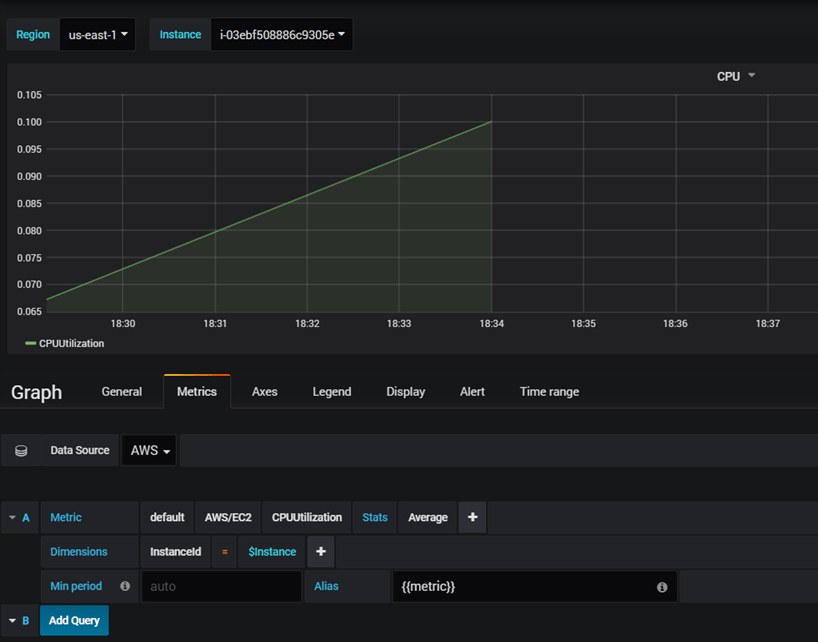 Region us-east-1 Instance i-03ebf508886c9305e
CPU
0.105
0.100
0.095
0.090
0.085
0.080
0.075
0.070
0.065
18:30 18:31 18:32 18:33 18:34 18:35 18:36 18:37
CPUUtilization
Graph General Metrics Axes Legend Display Alert Time range
Data Source AWS
A Metric default AWS/EC2 CPUUtilization Stats Average +
Dimensions InstanceId = $Instance +
Min period auto Alias {{metric}}
B Add Query